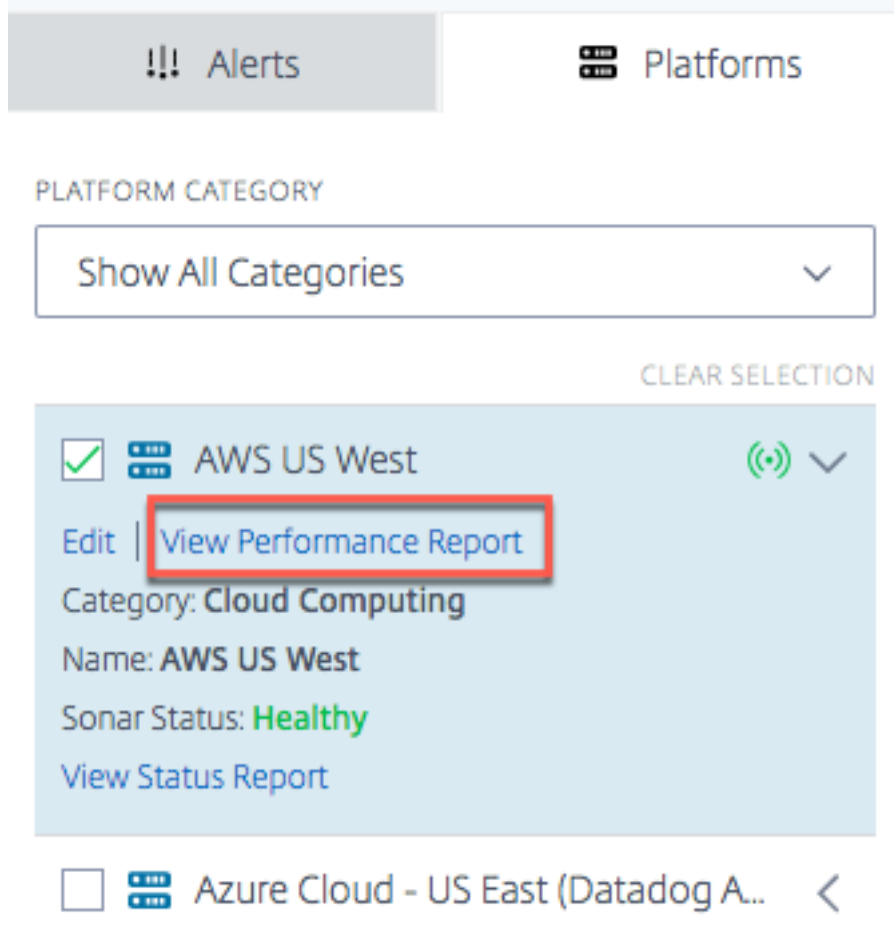 Alerts
Platforms
PLATFORM CATEGORY
Show All Categories
CLEAR SELECTION
AWS US West
Edit | View Performance Report
Category: Cloud Computing
Name: AWS US West
Sonar Status: Healthy
View Status Report
Azure Cloud - US East (Datadog A...